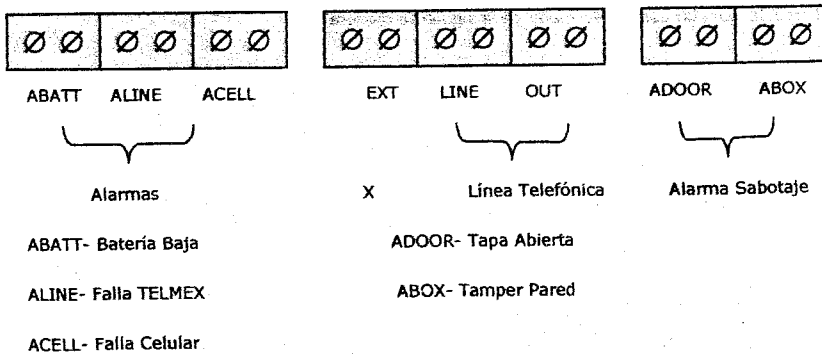 ABATT ALINE ACELL EXT LINE OUT ADOOR ABOX
Alarmas X Línea Telefónica Alarma Sabotaje
ABATT- Batería Baja ADOOR- Tapa Abierta
ALINE- Falla TELMEX ABOX- Tamper Pared
ACELL- Falla Celular